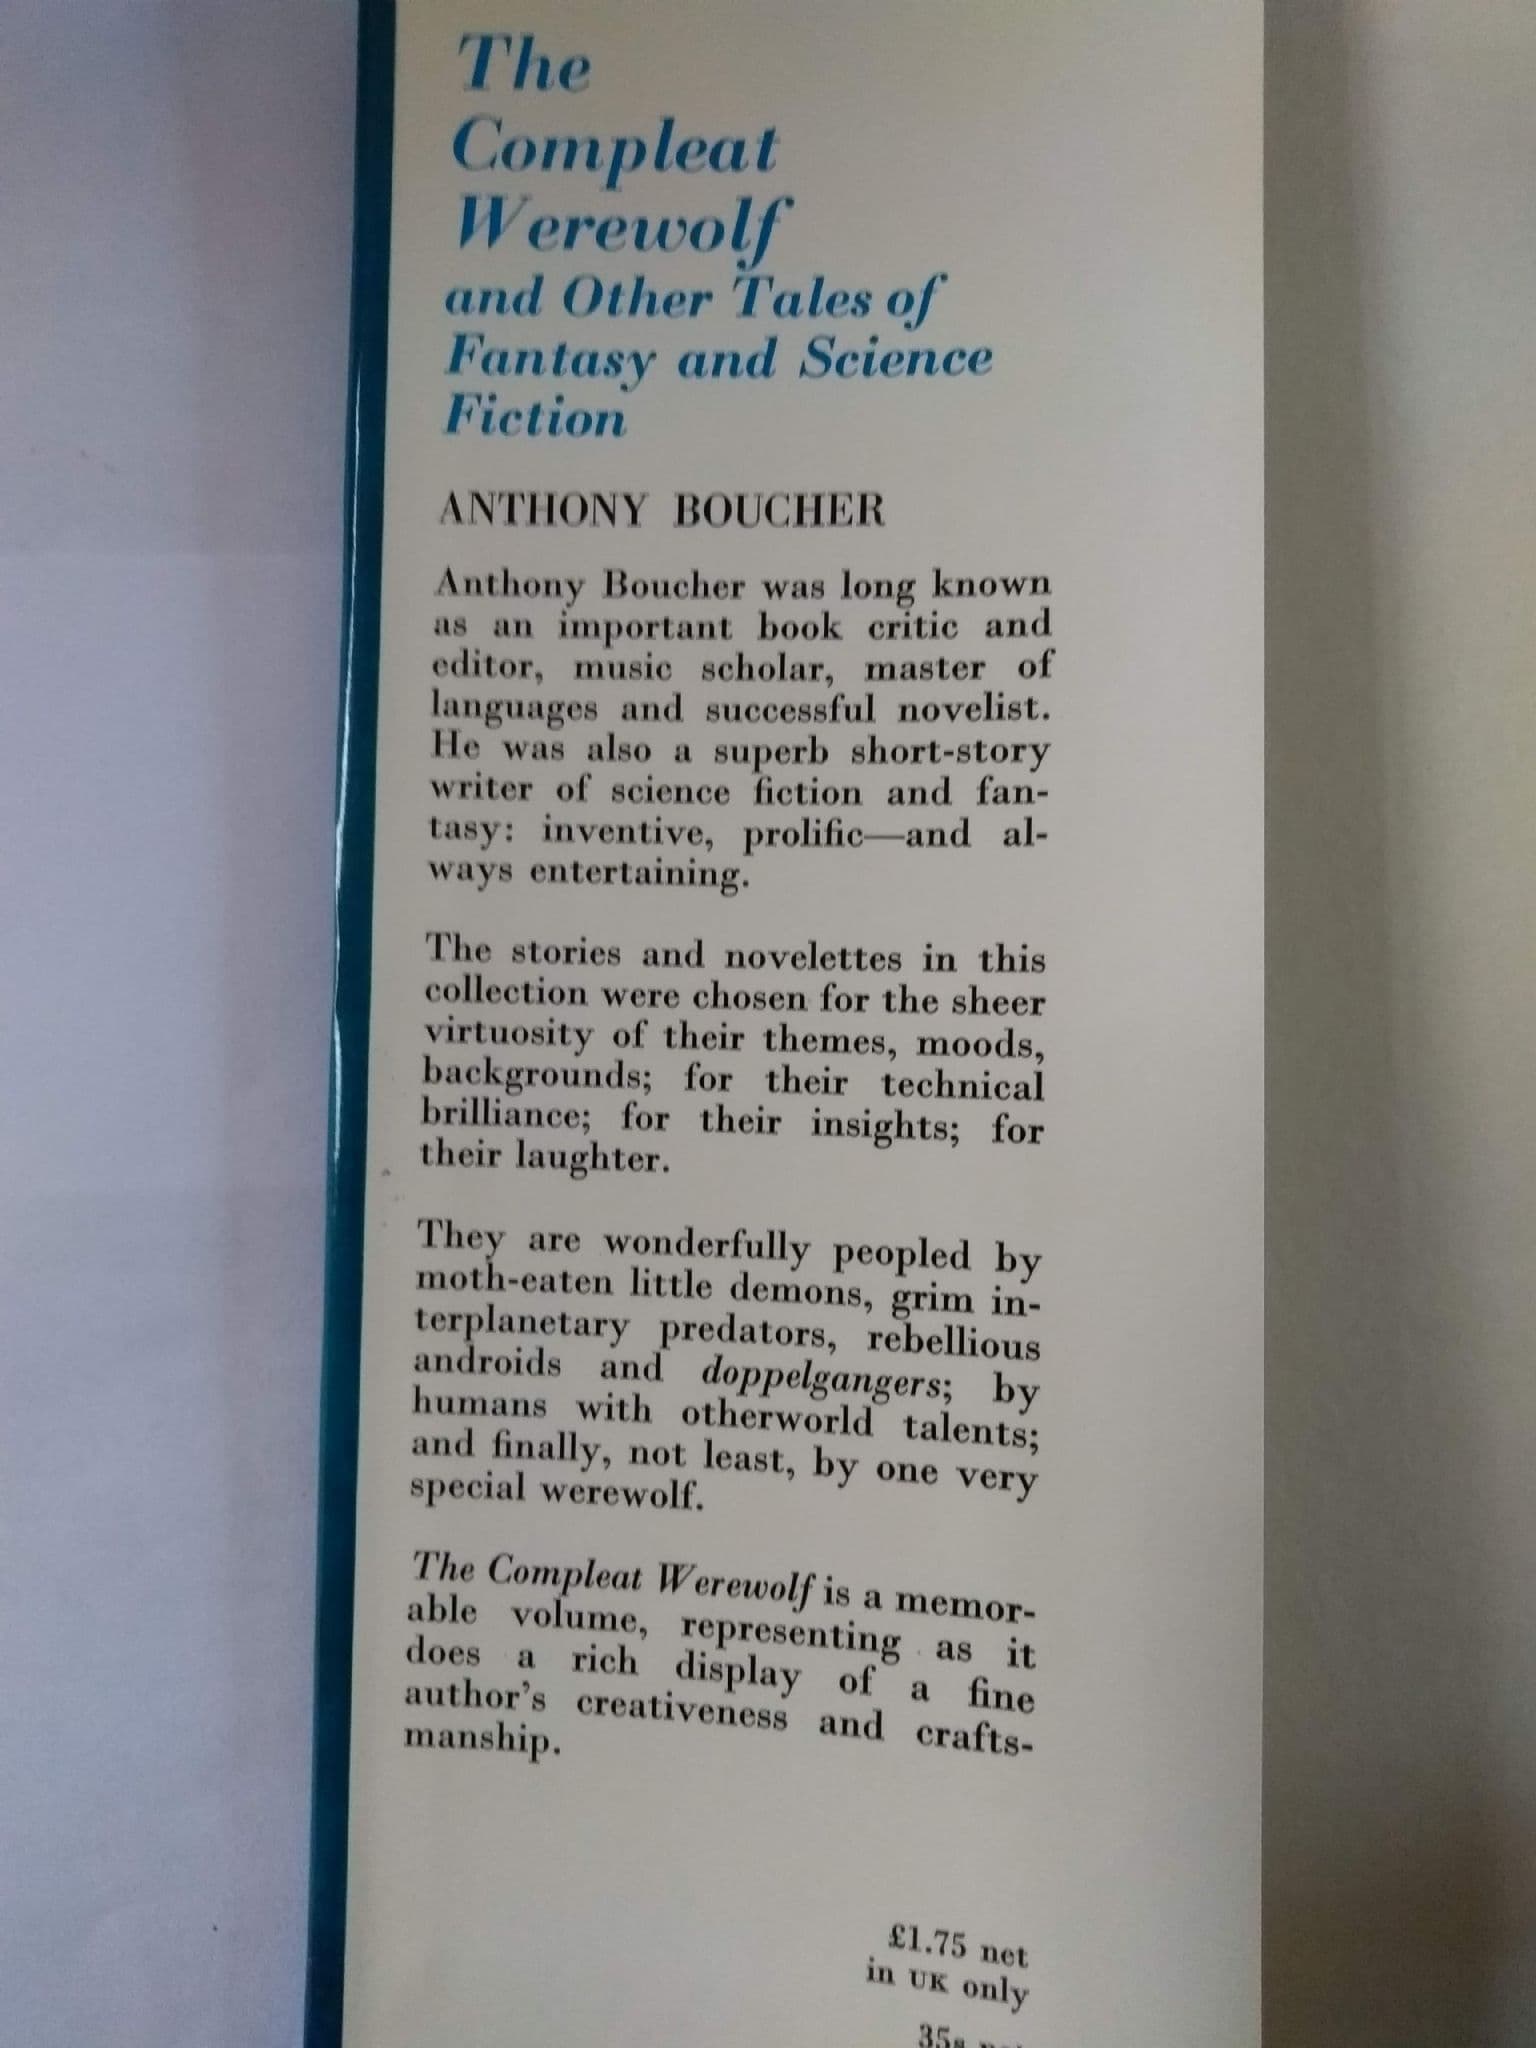 The
Compleat
Werewolf
and Other Tales of
Fantasy and Science
Fiction
ANTHONY BOUCHER
Anthony Boucher was long known
as an important book critic and
editor, music scholar, master of
languages and successful novelist.
He was also a superb short-story
writer of science fiction and fan-
tasy: inventive, prolific—and al-
ways entertaining.
The stories and novelettes in this
collection were chosen for the sheer
virtuosity of their themes, moods,
backgrounds; for their technical
brilliance; for their insights; for
their laughter.
They are wonderfully peopled by
moth-eaten little demons, grim in-
terplanetary predators, rebellious
androids and doppelgangers; by
humans with otherworld talents;
and finally, not least, by one very
special werewolf.
The Compleat Werewolf is a memor-
able volume, representing as it
does a rich display of a fine
author's creativeness and crafts-
manship.
£1.75 net
in UK only
35s